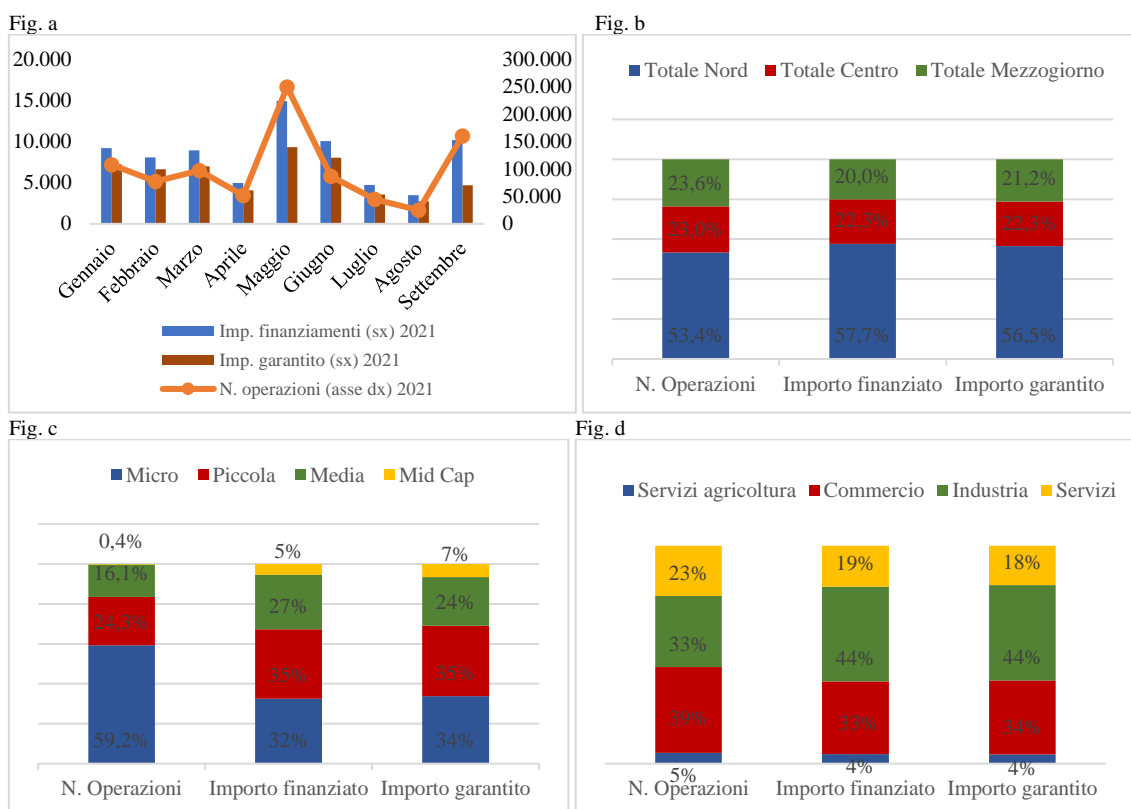 Fig. a
20.000
15.000
10.000
5.000
0
300.000
250.000
200.000
150.000
100.000
50.000
0
Gennaio
Febbraio
Marzo
Aprile
Maggio
Giugno
Luglio
Agosto
Settembre
Imp. finanziamenti (sx) 2021
Imp. garantito (sx) 2021
N. operazioni (asse dx) 2021
Fig. b
Totale Nord Totale Centro Totale Mezzogiorno
23,6% 20,0% 21,2%
23,0% 22,3% 22,3%
53,4% 57,7% 56,5%
N. Operazioni Importo finanziato Importo garantito
Fig. c
Micro Piccola Media Mid Cap
0,4% 5% 7%
16,1% 27% 24%
24,3% 35% 35%
59,2% 32% 34%
N. Operazioni Importo finanziato Importo garantito
Fig. d
Servizi agricoltura Commercio Industria Servizi
23% 19% 18%
33% 44% 44%
39% 33% 34%
5% 4% 4%
N. Operazioni Importo finanziato Importo garantito